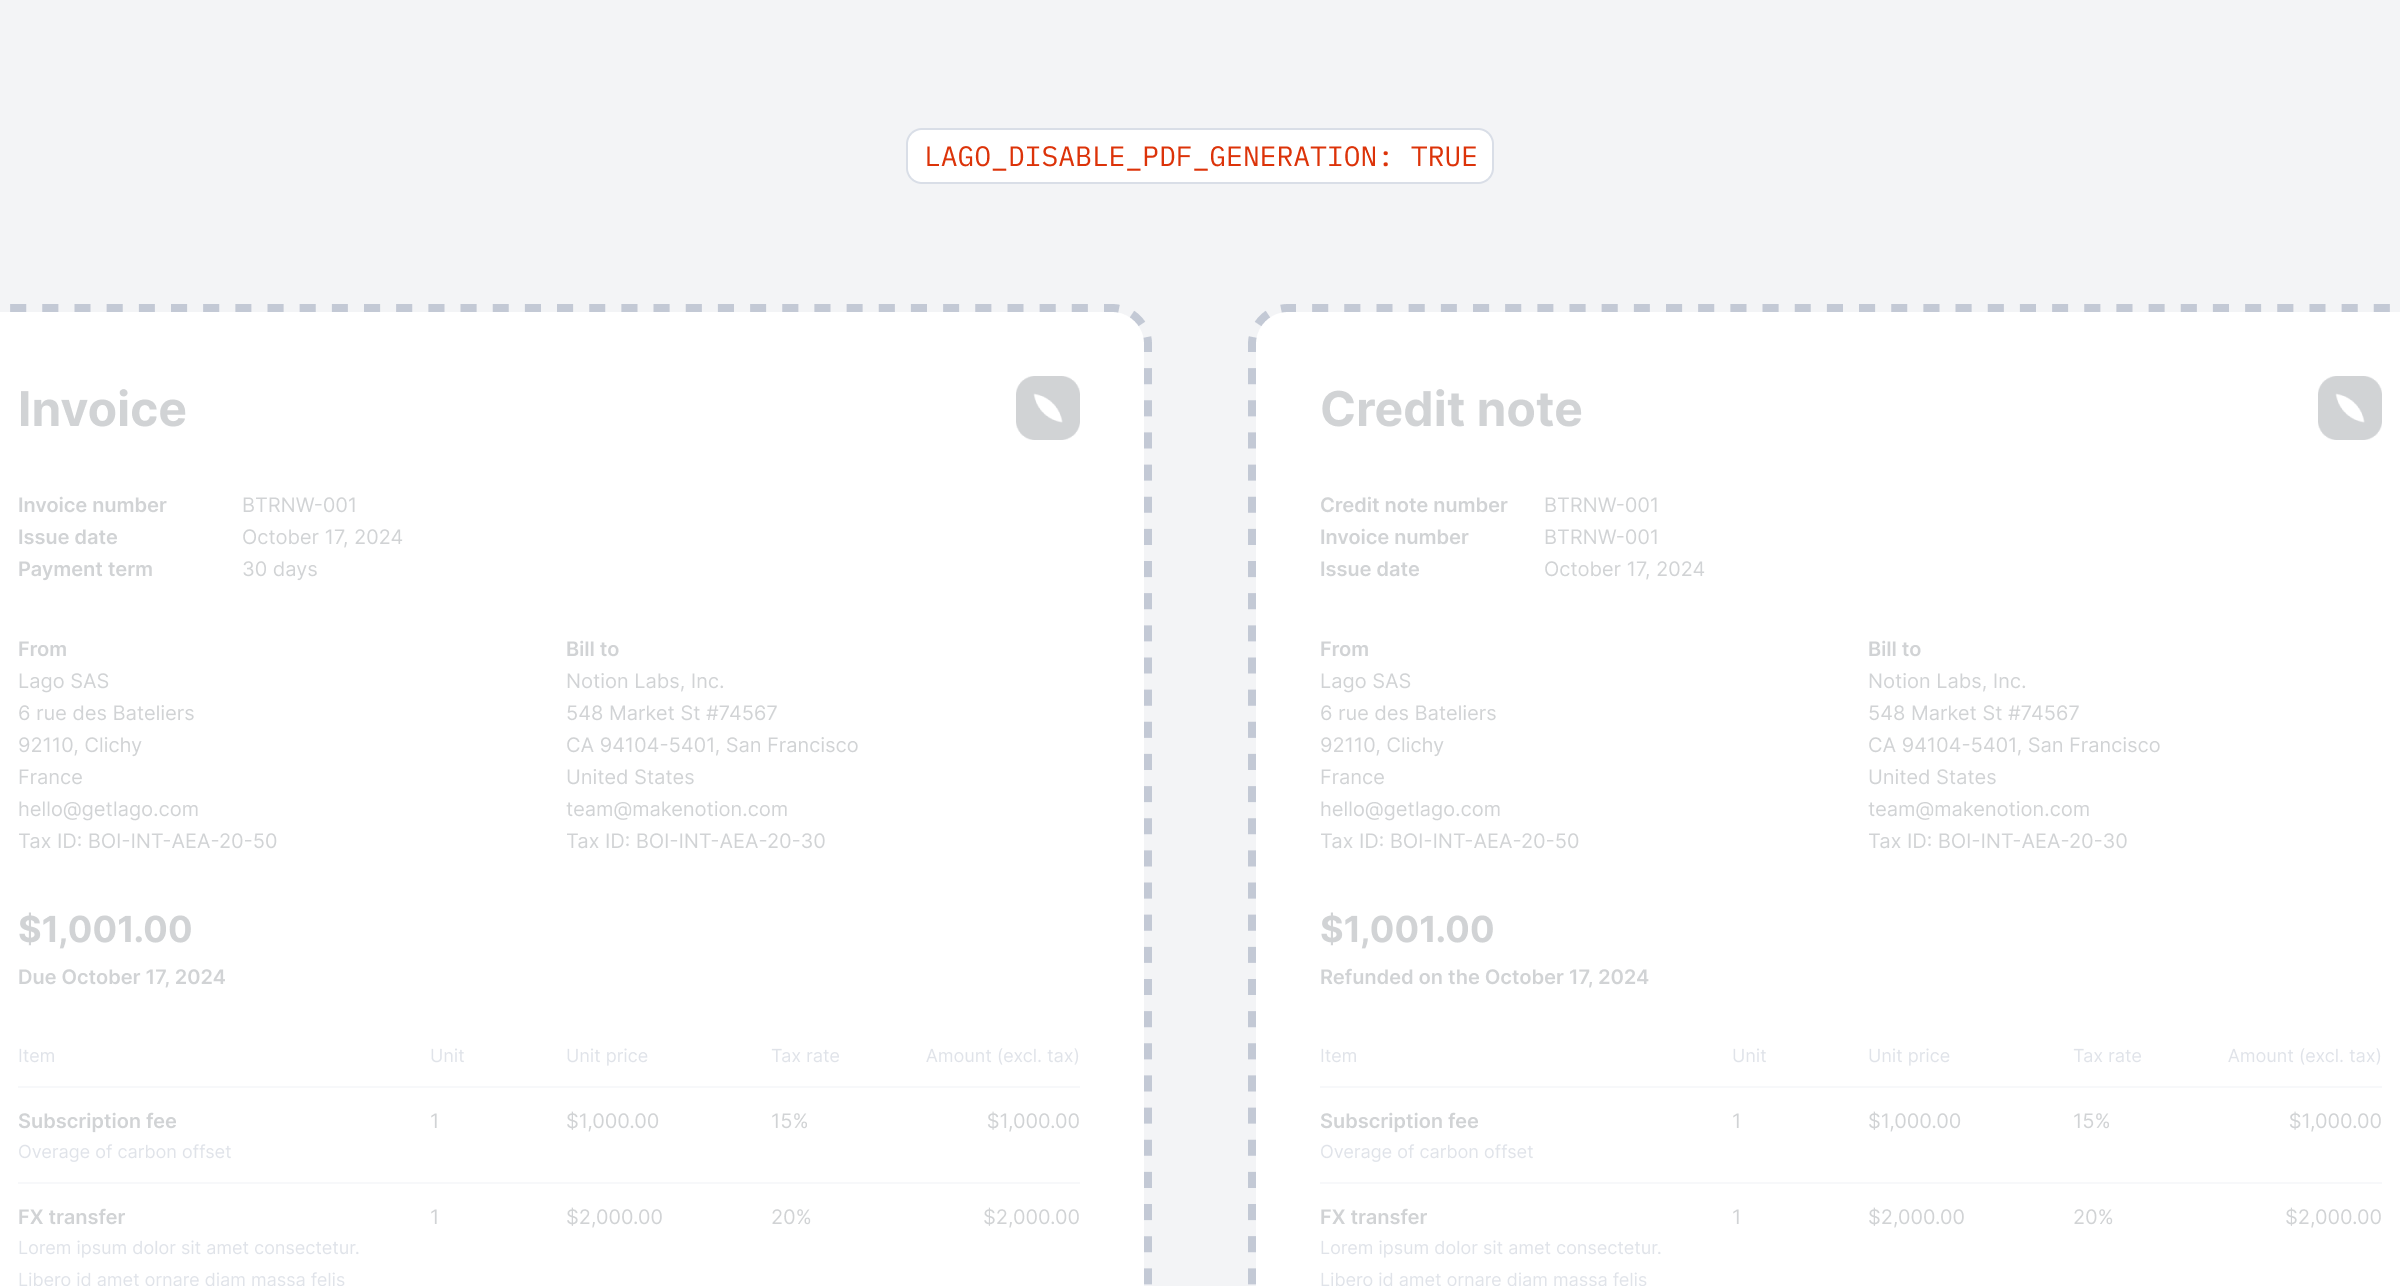 LAGO_DISABLE_PDF_GENERATION: TRUE
Invoice
Invoice number BTRNW-001
Issue date October 17, 2024
Payment term 30 days
From
Lago SAS
6 rue des Bateliers
92110, Clichy
France
hello@getlago.com
Tax ID: BOI-INT-AEA-20-50
Bill to
Notion Labs, Inc.
548 Market St #74567
CA 94104-5401, San Francisco
United States
team@makenotion.com
Tax ID: BOI-INT-AEA-20-30
$1,001.00
Due October 17, 2024
Item Unit Unit price Tax rate Amount (excl. tax)
Subscription fee 1 $1,000.00 15% $1,000.00
Overage of carbon offset
FX transfer 1 $2,000.00 20% $2,000.00
Lorem ipsum dolor sit amet consectetur.
Libero id amet ornare diam massa felis
Credit note
Credit note number BTRNW-001
Invoice number BTRNW-001
Issue date October 17, 2024
From
Lago SAS
6 rue des Bateliers
92110, Clichy
France
hello@getlago.com
Tax ID: BOI-INT-AEA-20-50
Bill to
Notion Labs, Inc.
548 Market St #74567
CA 94104-5401, San Francisco
United States
team@makenotion.com
Tax ID: BOI-INT-AEA-20-30
$1,001.00
Refunded on the October 17, 2024
Item Unit Unit price Tax rate Amount (excl. tax)
Subscription fee 1 $1,000.00 15% $1,000.00
Overage of carbon offset
FX transfer 1 $2,000.00 20% $2,000.00
Lorem ipsum dolor sit amet consectetur.
Libero id amet ornare diam massa felis